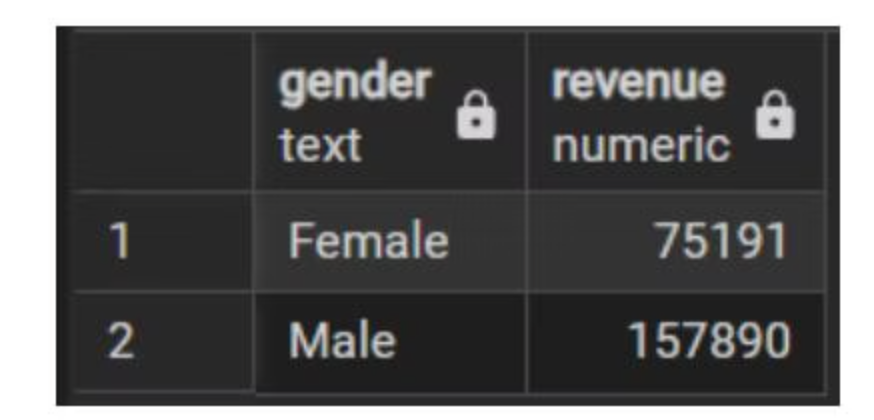 gender revenue
text numeric
1 Female 75191
2 Male 157890